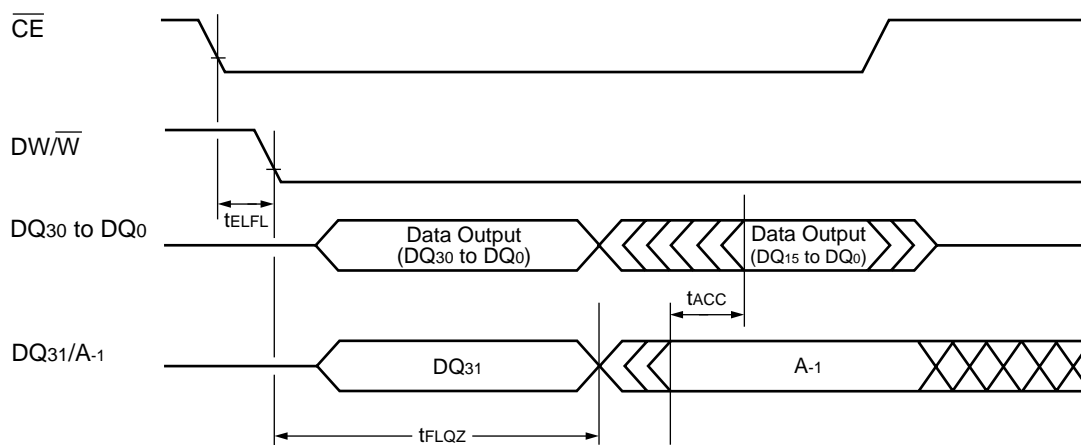 CE
DW/W
tELFL
DQ30 to DQ0
Data Output
(DQ30 to DQ0)
Data Output
(DQ15 to DQ0)
tACC
DQ31/A-1
DQ31
A-1
tFLQZ